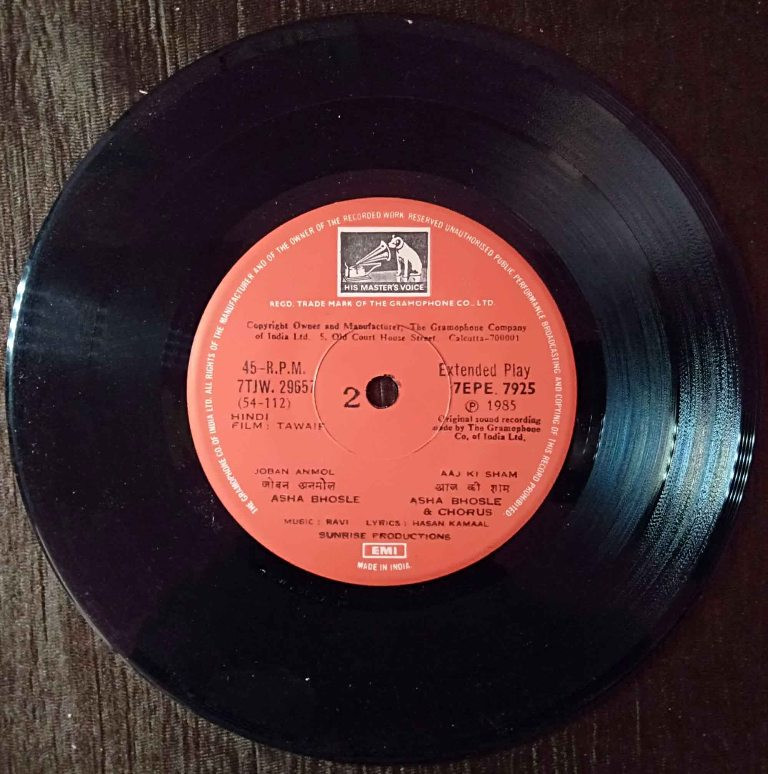 THE GRAMOPHONE CO. OF INDIA LTD. ALL RIGHTS OF THE MANUFACTURER AND OF THE OWNER OF THE RECORDED WORK RESERVED UNAUTHORISED PUBLIC PERFORMANCE BROADCASTING AND COPYING OF THIS RECORD PROHIBITED
HIS MASTER'S VOICE
REGD. TRADE MARK OF THE GRAMOPHONE CO., LTD.
Copyright Owner and Manufacturer; The Gramophone Company
of India Ltd. 5, Old Court House Street Calcutta-700001
45-R.P.M.
7TJW. 29657
(54-112)
HINDI
FILM : TAWAIF
2
Extended Play
7EPE. 7925
℗ 1985
Original sound recording
made by The Gramophone
Co. of India Ltd.
JOBAN ANMOL
जोबन अनमोल
ASHA BHOSLE
AAJ KI SHAM
आज की शाम
ASHA BHOSLE
& CHORUS
MUSIC : RAVI LYRICS : HASAN KAMAAL
SUNRISE PRODUCTIONS
EMI
MADE IN INDIA